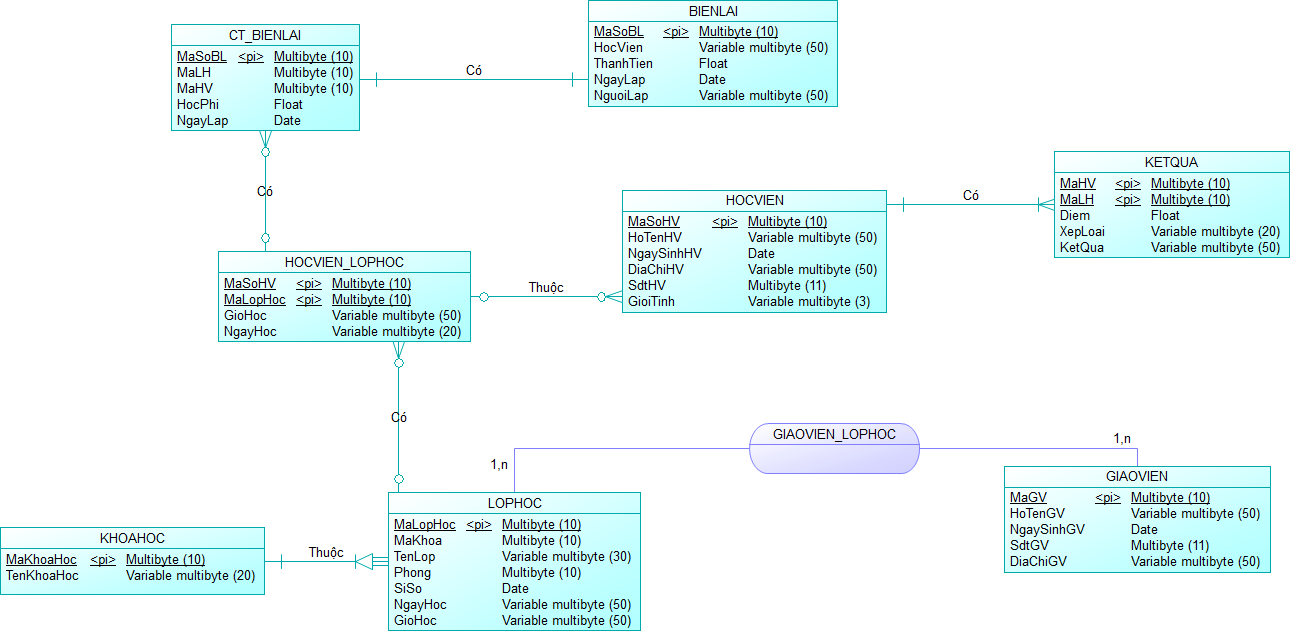 BIENLAI
MaSoBL <pi> Multibyte (10)
HocVien Variable multibyte (50)
ThanhTien Float
NgayLap Date
NguoiLap Variable multibyte (50)
CT_BIENLAI
MaSoBL <pi> Multibyte (10)
MaLH Multibyte (10)
MaHV Multibyte (10)
HocPhi Float
NgayLap Date
Có
Có
KETQUA
MaHV <pi> Multibyte (10)
MaLH <pi> Multibyte (10)
Diem Float
XepLoai Variable multibyte (20)
KetQua Variable multibyte (50)
Có
HOCVIEN
MaSoHV <pi> Multibyte (10)
HoTenHV Variable multibyte (50)
NgaySinhHV Date
DiaChiHV Variable multibyte (50)
SdtHV Multibyte (11)
GioiTinh Variable multibyte (3)
HOCVIEN_LOPHOC
MaSoHV <pi> Multibyte (10)
MaLopHoc <pi> Multibyte (10)
GioHoc Variable multibyte (50)
NgayHoc Variable multibyte (20)
Thuộc
Có
GIAOVIEN_LOPHOC
1,n
1,n
GIAOVIEN
MaGV <pi> Multibyte (10)
HoTenGV Variable multibyte (50)
NgaySinhGV Date
SdtGV Multibyte (11)
DiaChiGV Variable multibyte (50)
LOPHOC
MaLopHoc <pi> Multibyte (10)
MaKhoa Multibyte (10)
TenLop Variable multibyte (30)
Phong Multibyte (10)
SiSo Date
NgayHoc Variable multibyte (50)
GioHoc Variable multibyte (50)
KHOAHOC
MaKhoaHoc <pi> Multibyte (10)
TenKhoaHoc Variable multibyte (20)
Thuộc